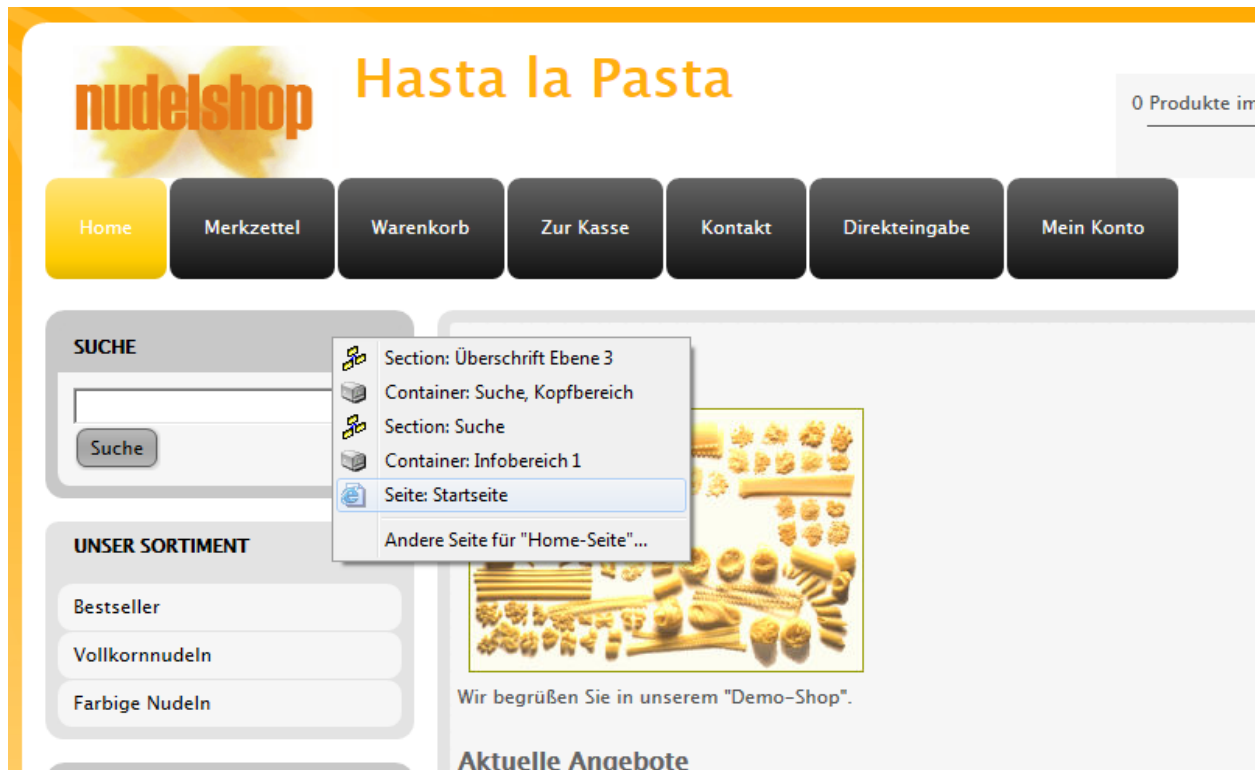 nudelshop
Hasta la Pasta
0 Produkte im
Home
Merkzettel
Warenkorb
Zur Kasse
Kontakt
Direkteingabe
Mein Konto
SUCHE
Suche
Section: Überschrift Ebene 3
Container: Suche, Kopfbereich
Section: Suche
Container: Infobereich 1
Seite: Startseite
Andere Seite für "Home-Seite"...
UNSER SORTIMENT
Bestseller
Vollkornnudeln
Farbige Nudeln
Wir begrüßen Sie in unserem "Demo-Shop".
Aktuelle Angebote